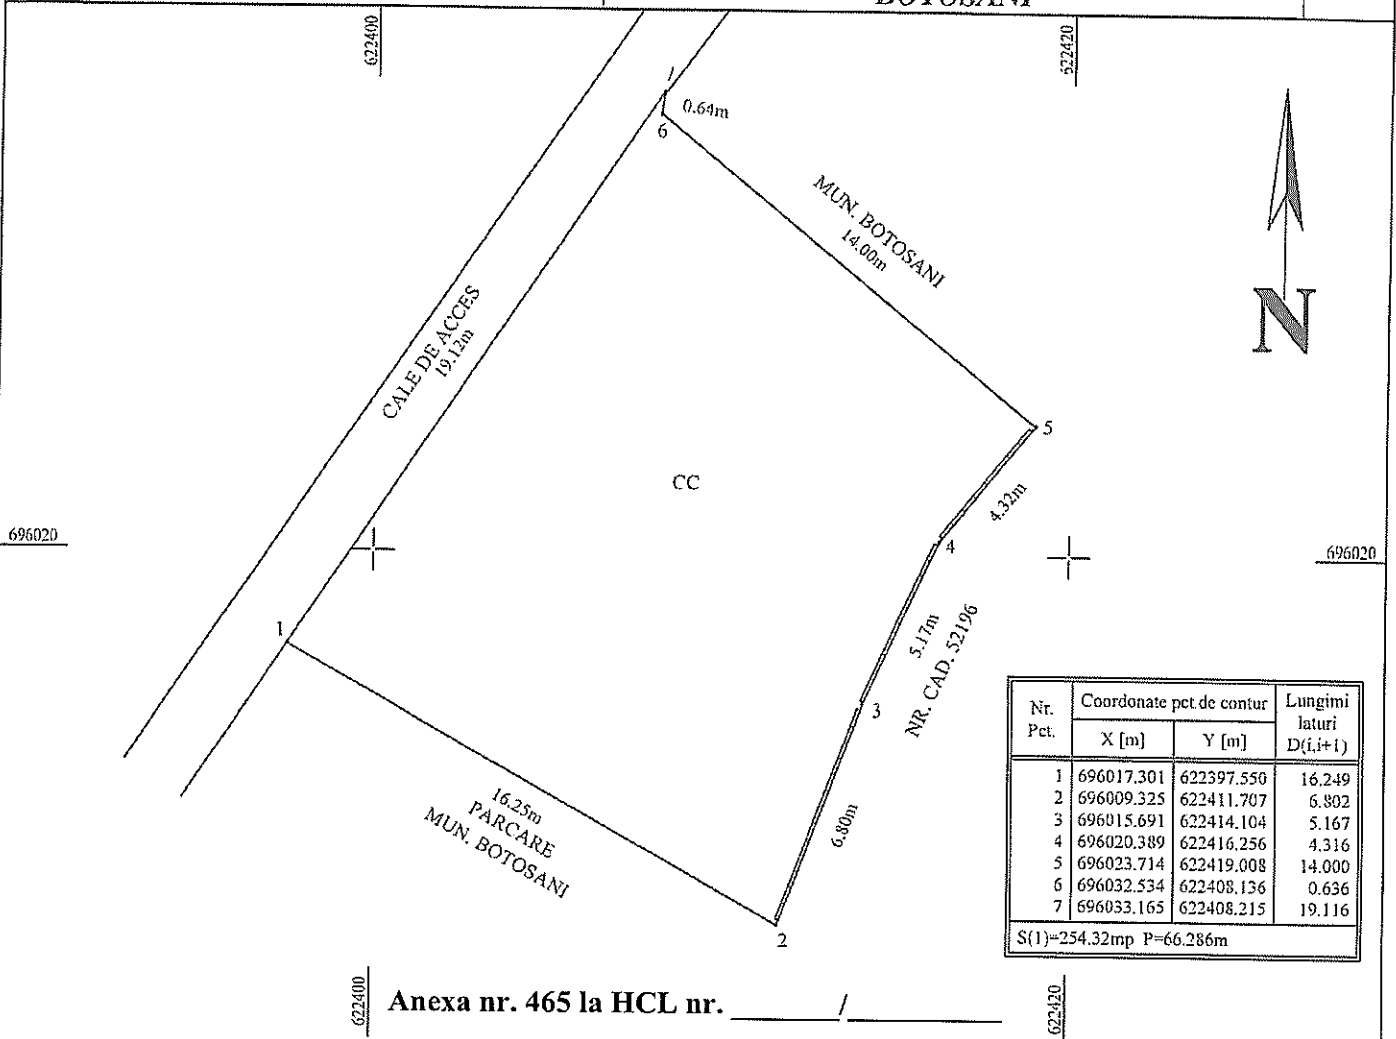 BOTOSANI
622400
622420
7
0.64m
6
MUN. BOTOSANI
14.00m
N
CALE DE ACCES
19.12m
5
CC
4.32m
696020
4
696020
1
5.17m
NR. CAD. 52196
3
16.25m
PARCARE
MUN. BOTOSANI
6.80m
2
Nr. Pct. Coordonate pct.de contur Lungimi laturi D(i,i+1)
X [m] Y [m]
1 696017.301 622397.550 16.249
2 696009.325 622411.707 6.802
3 696015.691 622414.104 5.167
4 696020.389 622416.256 4.316
5 696023.714 622419.008 14.000
6 696032.534 622408.136 0.636
7 696033.165 622408.215 19.116
S(1)=254.32mp P=66.286m
622400
622420
Anexa nr. 465 la HCL nr. ______/__________